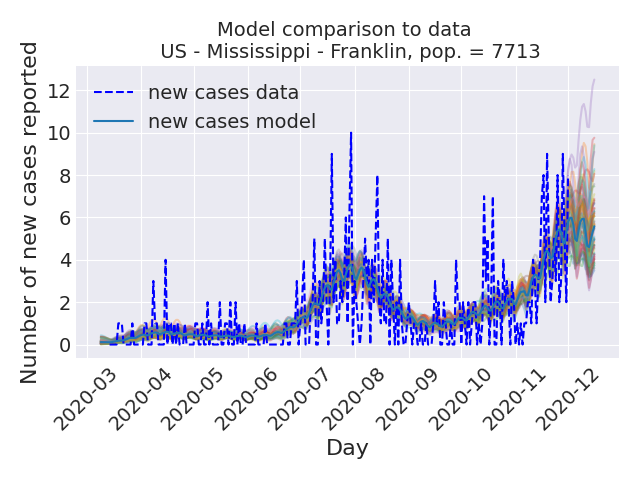 Model comparison to data
US - Mississippi - Franklin, pop. = 7713
Number of new cases reported
12
10
8
6
4
2
0
new cases data
new cases model
2020-03
2020-04
2020-05
2020-06
2020-07
2020-08
2020-09
2020-10
2020-11
2020-12
Day